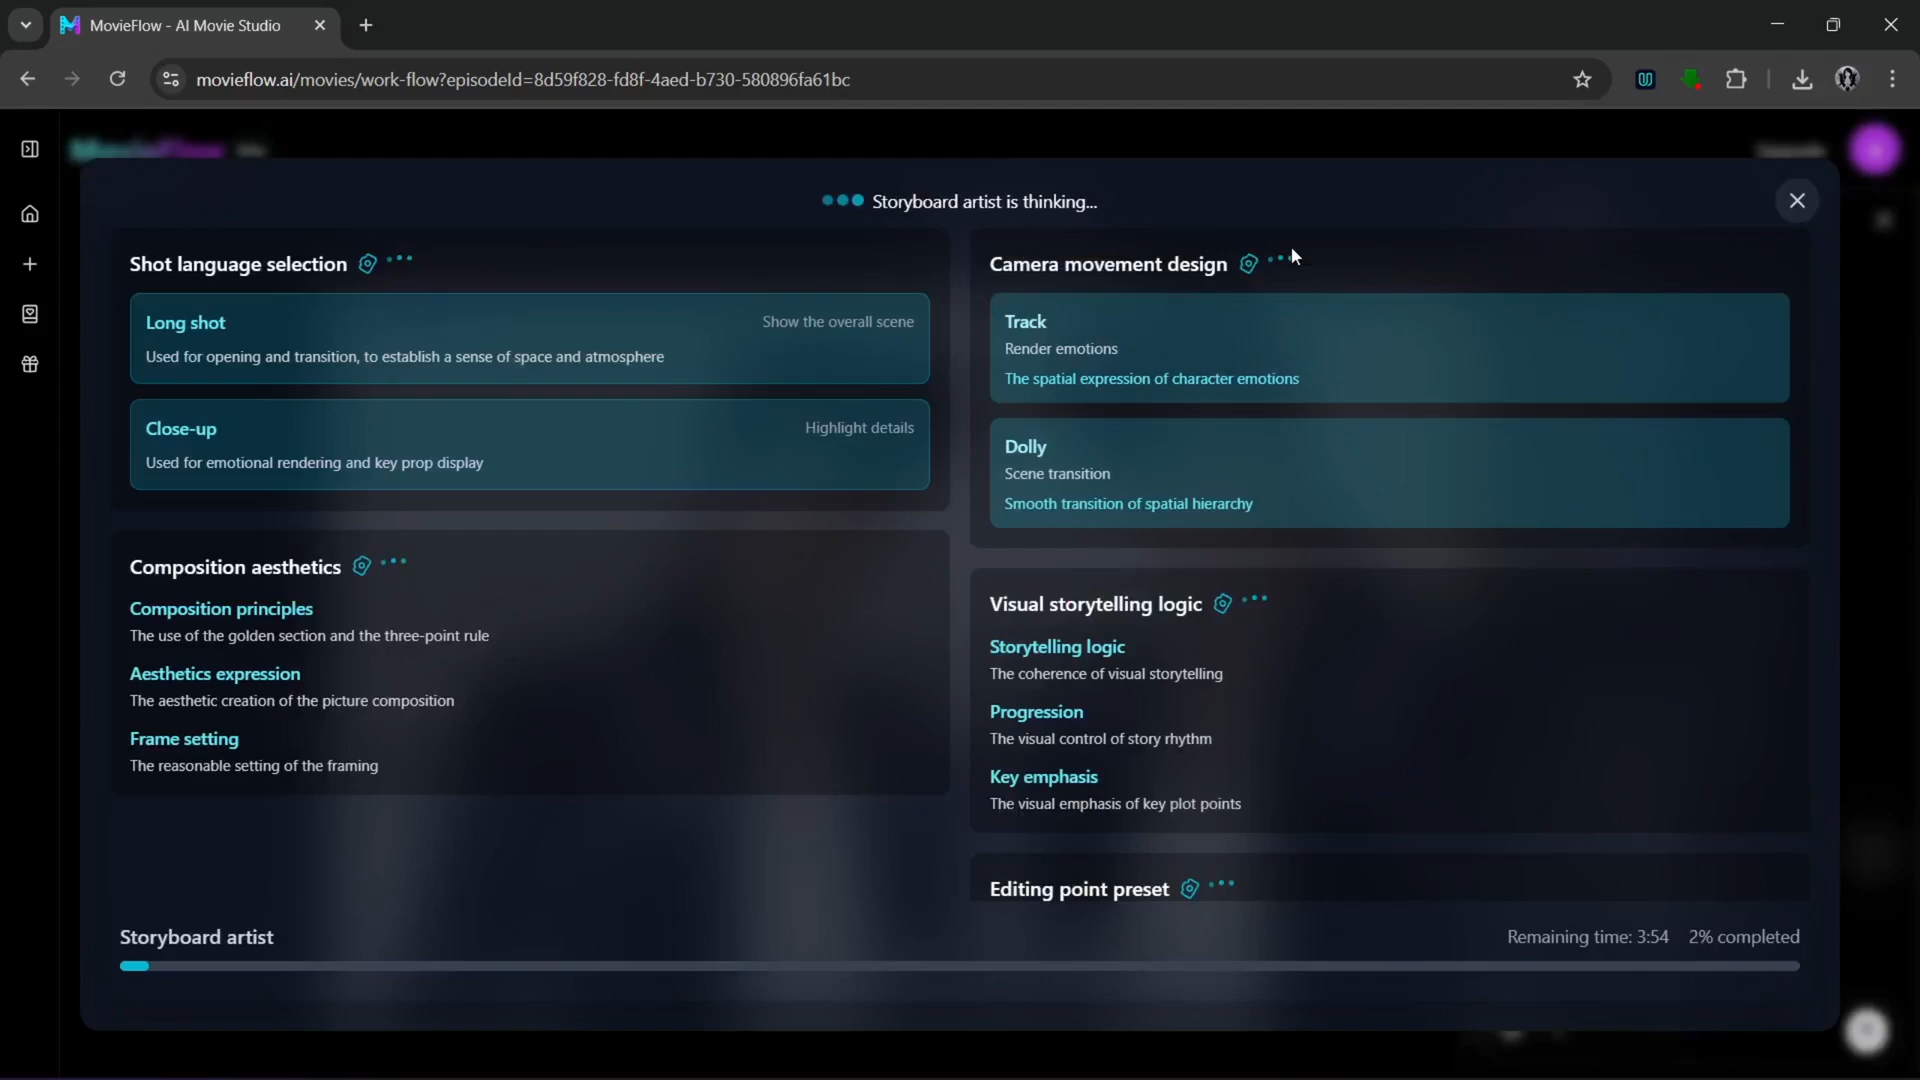 MovieFlow - AI Movie Studio
movieflow.ai/movies/work-flow?episodeId=8d59f828-fd8f-4aed-b730-580896fa61bc
MovieFlow
Storyboard artist is thinking...
Shot language selection
Long shot
Show the overall scene
Used for opening and transition, to establish a sense of space and atmosphere
Close-up
Highlight details
Used for emotional rendering and key prop display
Composition aesthetics
Composition principles
The use of the golden section and the three-point rule
Aesthetics expression
The aesthetic creation of the picture composition
Frame setting
The reasonable setting of the framing
Camera movement design
Track
Render emotions
The spatial expression of character emotions
Dolly
Scene transition
Smooth transition of spatial hierarchy
Visual storytelling logic
Storytelling logic
The coherence of visual storytelling
Progression
The visual control of story rhythm
Key emphasis
The visual emphasis of key plot points
Editing point preset
Storyboard artist
Remaining time: 3:54 2% completed